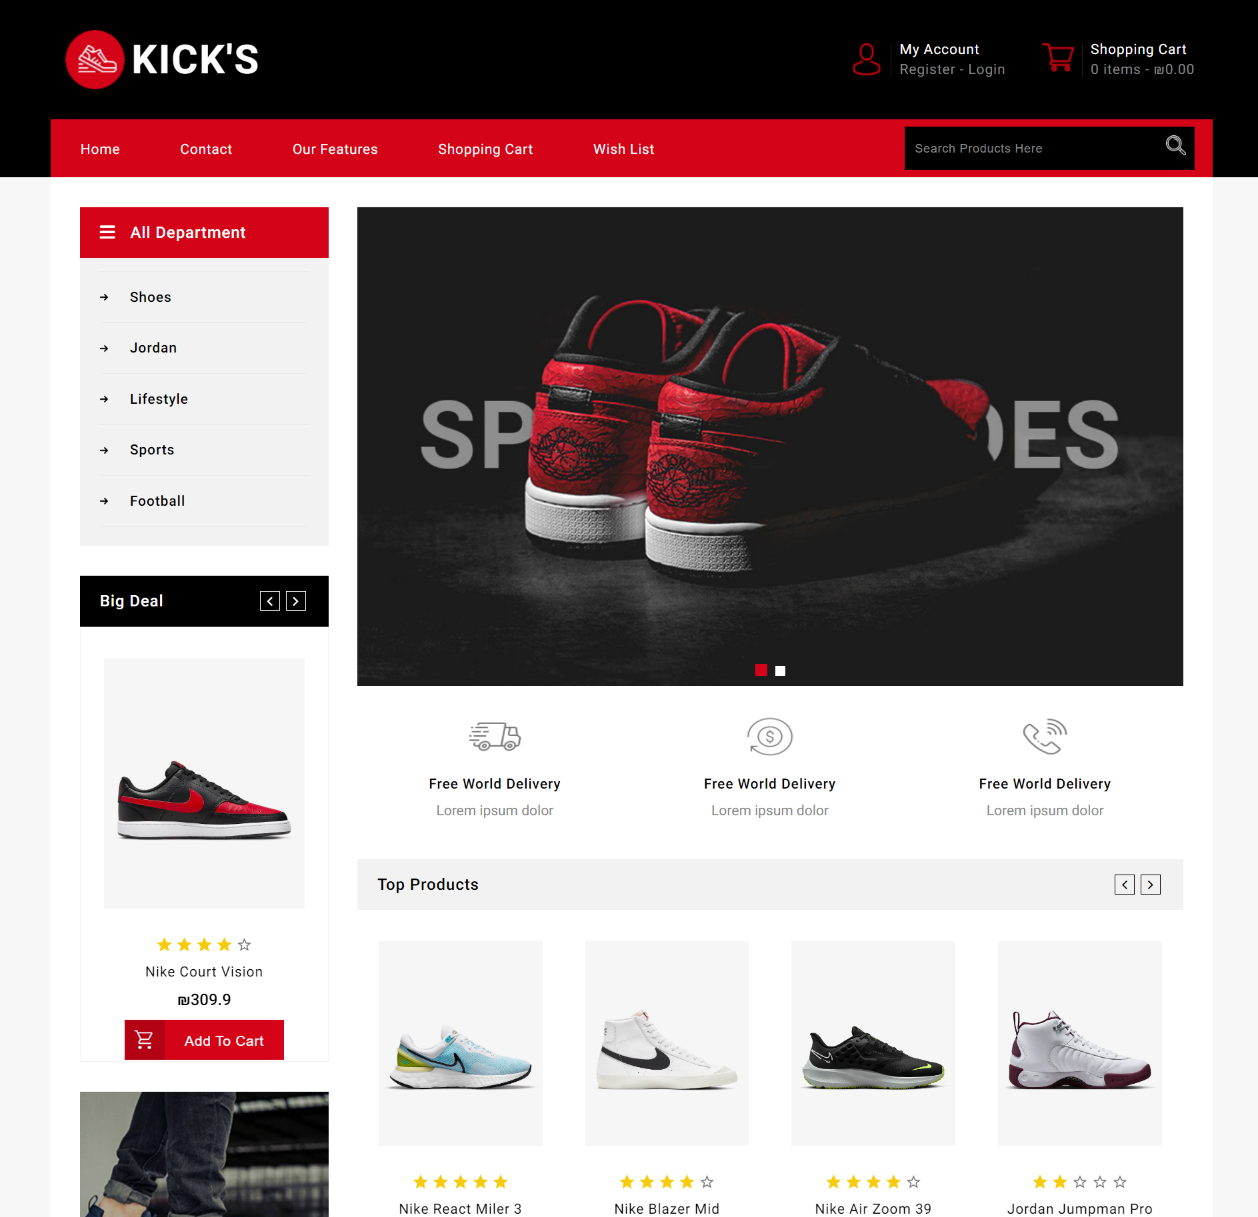 KICK'S
My Account
Register - Login
Shopping Cart
0 items - ₪0.00
Home
Contact
Our Features
Shopping Cart
Wish List
Search Products Here
All Department
Shoes
Jordan
Lifestyle
Sports
Football
SP OES
Big Deal
Nike Court Vision
₪309.9
Add To Cart
Free World Delivery
Lorem ipsum dolor
Free World Delivery
Lorem ipsum dolor
Free World Delivery
Lorem ipsum dolor
Top Products
Nike React Miler 3
Nike Blazer Mid
Nike Air Zoom 39
Jordan Jumpman Pro